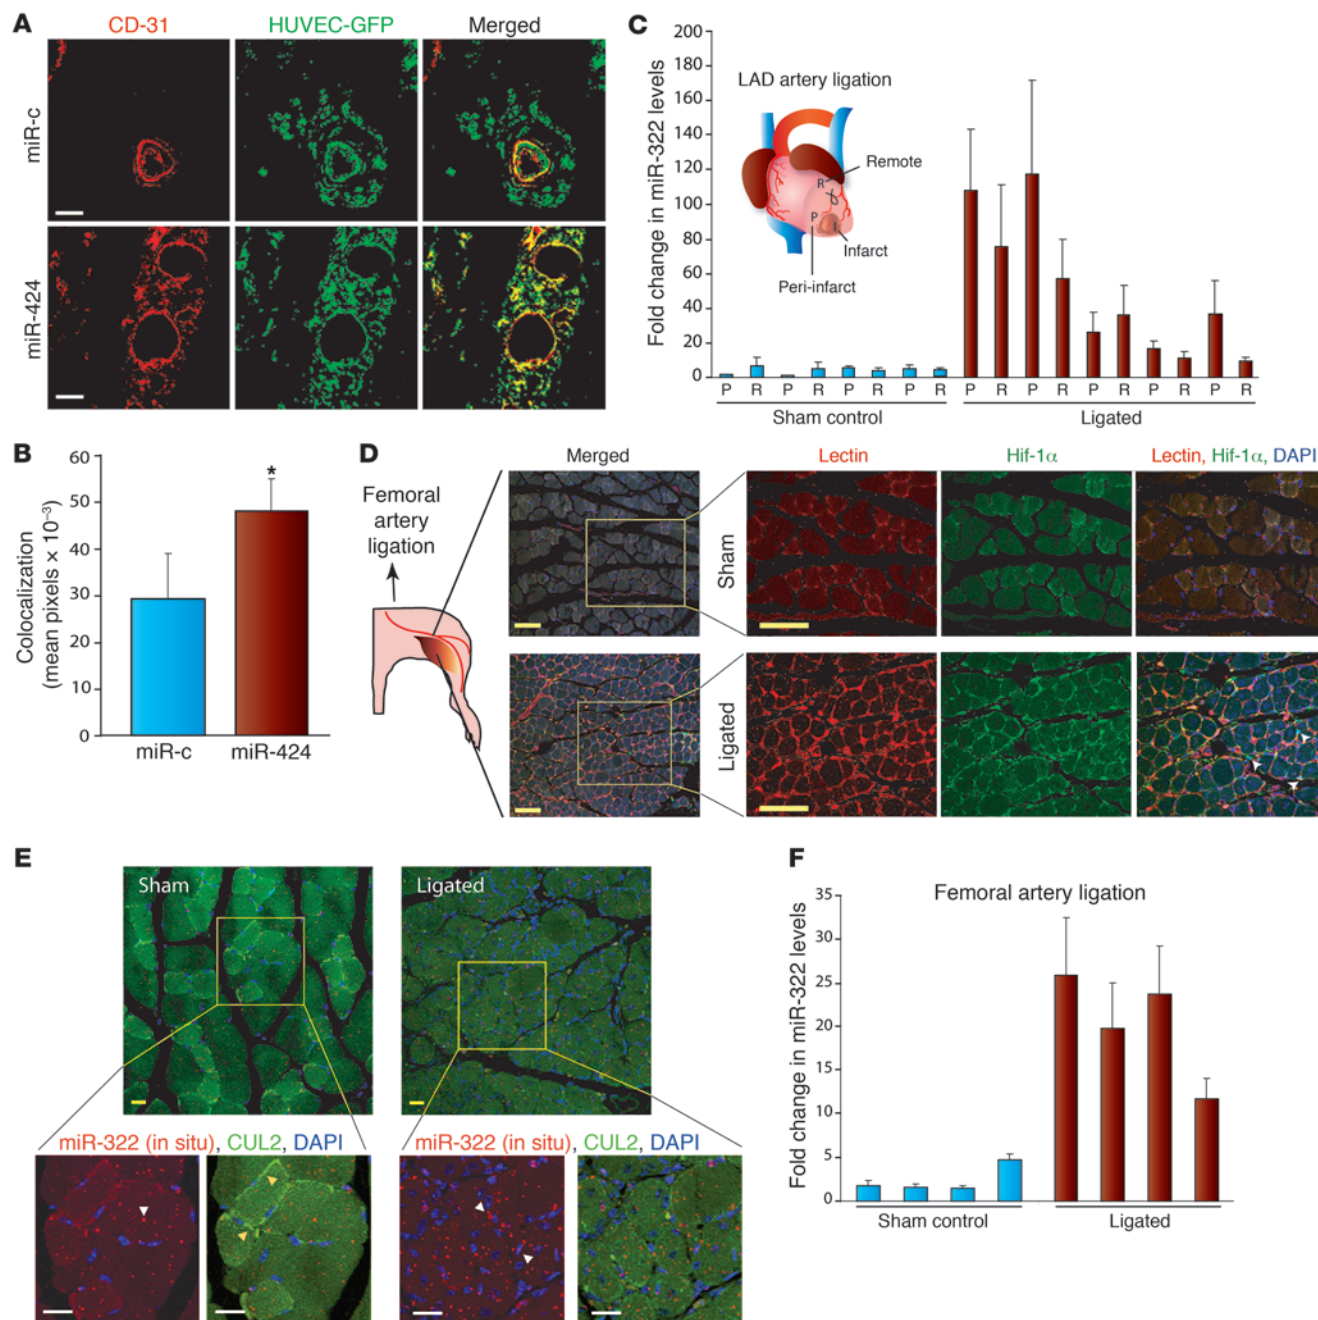 A
CD-31
HUVEC-GFP
Merged
miR-c
miR-424
B
Colocalization
(mean pixels × 10⁻³)
60
50
40
30
20
10
0
*
miR-c
miR-424
C
Fold change in miR-322 levels
200
180
160
140
120
100
80
60
40
20
0
LAD artery ligation
Remote
R
P
I
Infarct
Peri-infarct
P R P R P R P R
P R P R P R P R P R
Sham control
Ligated
D
Femoral
artery
ligation
Merged
Lectin
Hif-1α
Lectin, Hif-1α, DAPI
Sham
Ligated
E
Sham
Ligated
miR-322 (in situ), CUL2, DAPI
miR-322 (in situ), CUL2, DAPI
F
Femoral artery ligation
Fold change in miR-322 levels
35
30
25
20
15
10
5
0
Sham control
Ligated